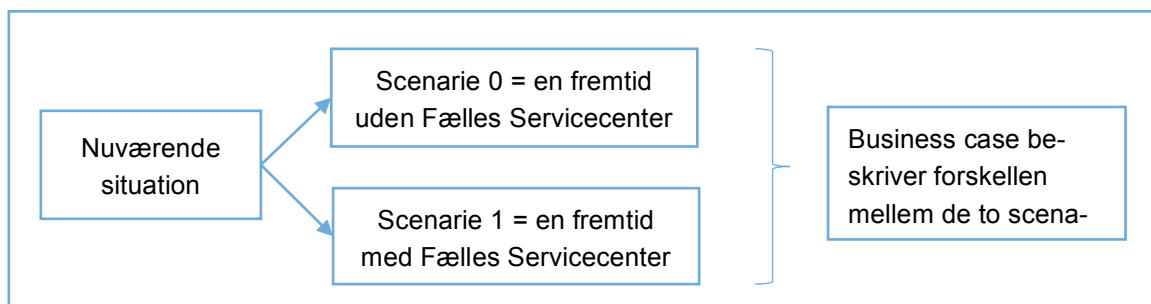 Nuværende
situation
Scenarie 0 = en fremtid
uden Fælles Servicecenter
Scenarie 1 = en fremtid
med Fælles Servicecenter
Business case be-
skriver forskellen
mellem de to scena-